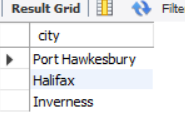 Result Grid Filte
city
Port Hawkesbury
Halifax
Inverness